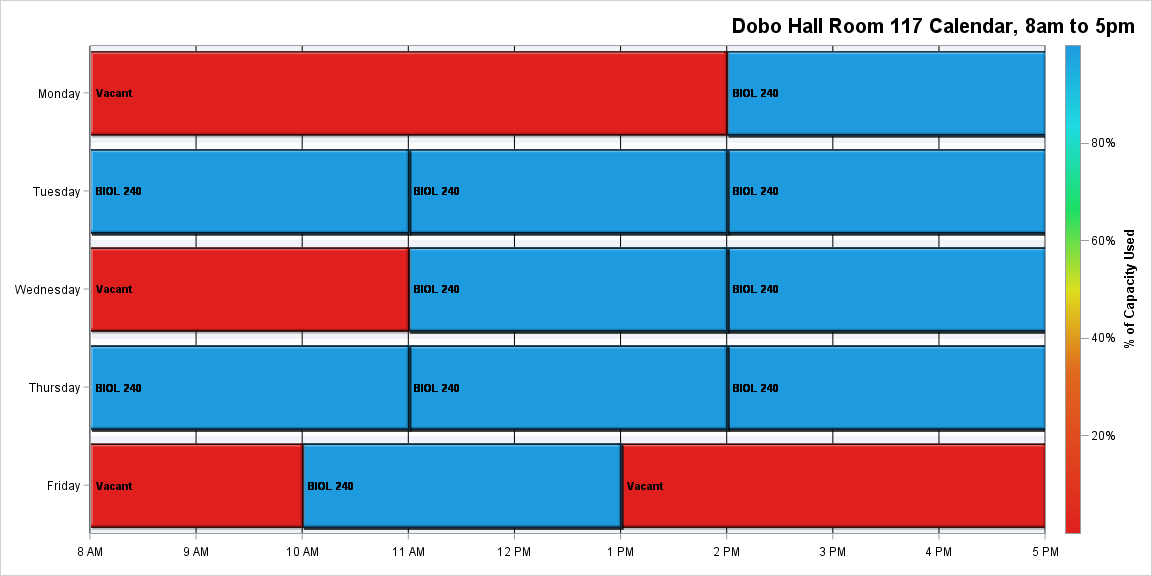 Dobo Hall Room 117 Calendar, 8am to 5pm
Monday
Vacant
BIOL 240
Tuesday
BIOL 240
BIOL 240
BIOL 240
Wednesday
Vacant
BIOL 240
BIOL 240
Thursday
BIOL 240
BIOL 240
BIOL 240
Friday
Vacant
BIOL 240
Vacant
8 AM
9 AM
10 AM
11 AM
12 PM
1 PM
2 PM
3 PM
4 PM
5 PM
80%
60%
40%
20%
% of Capacity Used